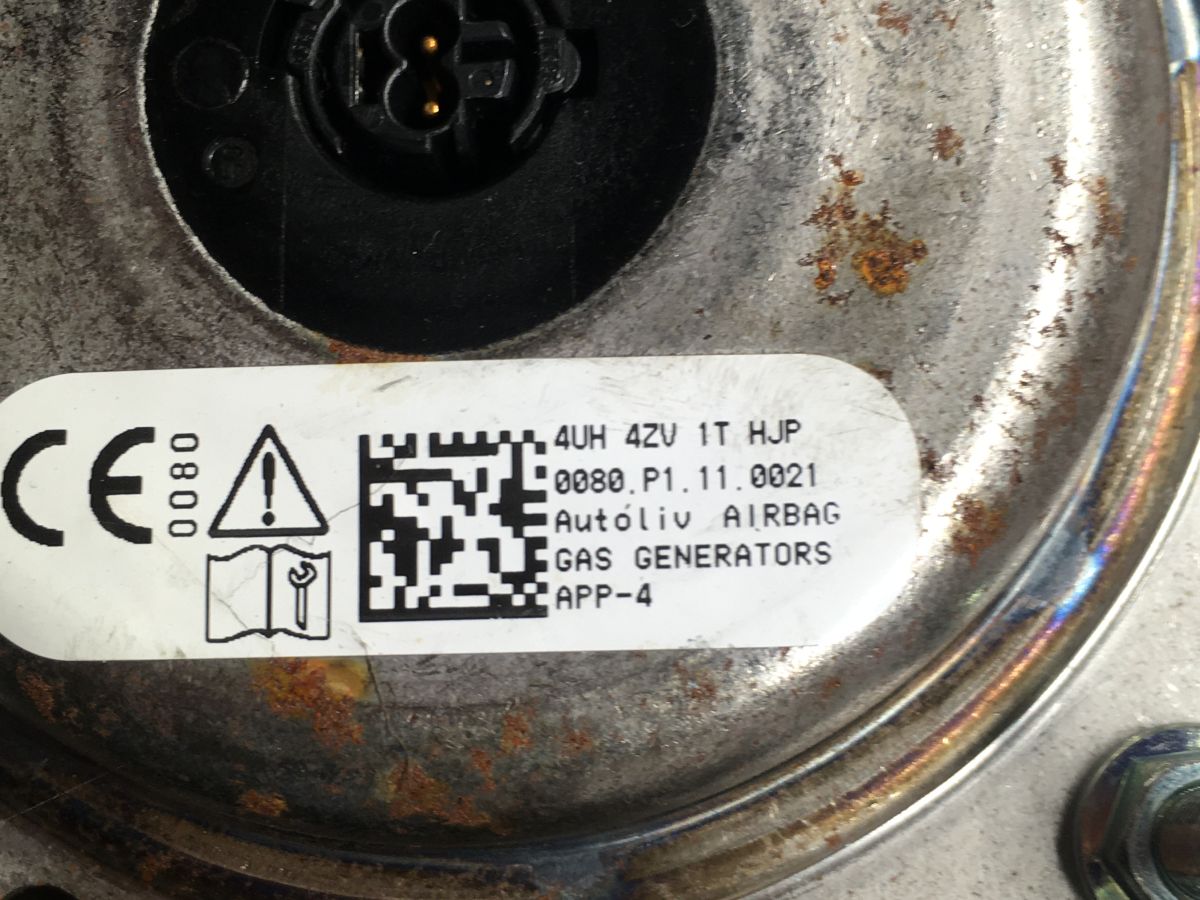 CE 0080
4UH 4ZV 1T HJP
0080.P1.11.0021
Autóliv AIRBAG
GAS GENERATORS
APP-4